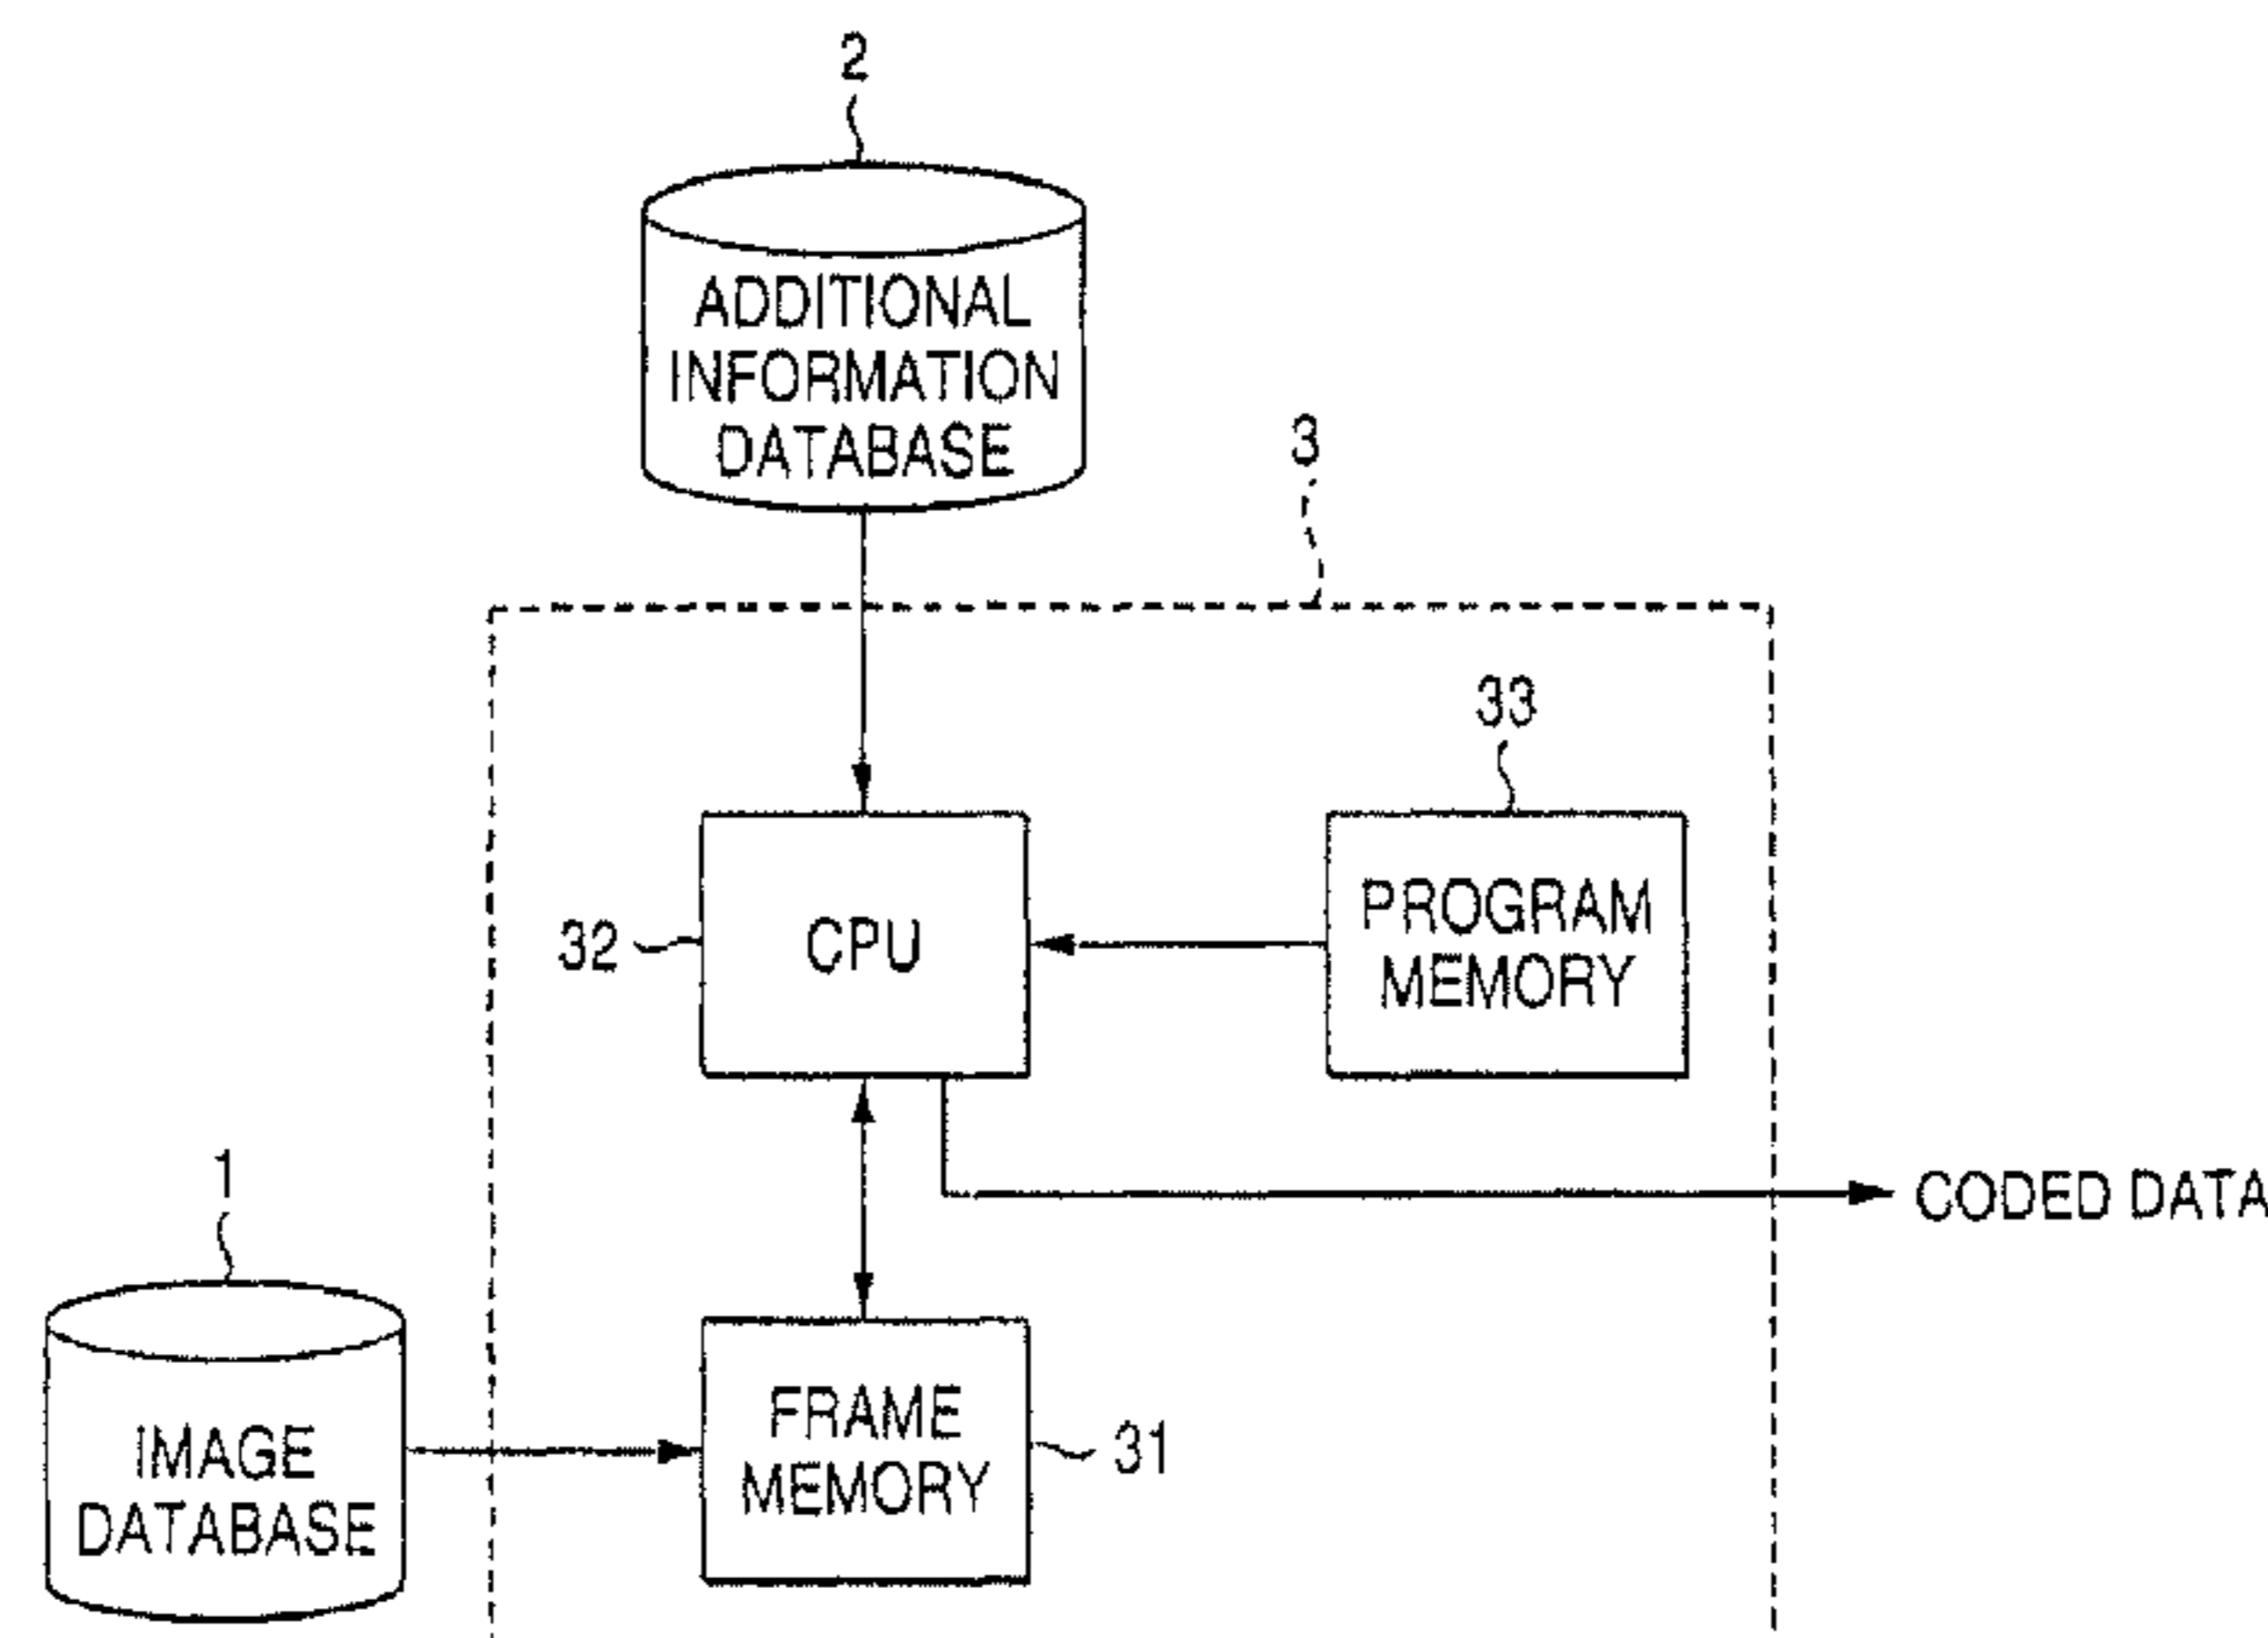 2
ADDITIONAL
INFORMATION
DATABASE
3
33
32
CPU
PROGRAM
MEMORY
1
CODED DATA
IMAGE
DATABASE
FRAME
MEMORY
31